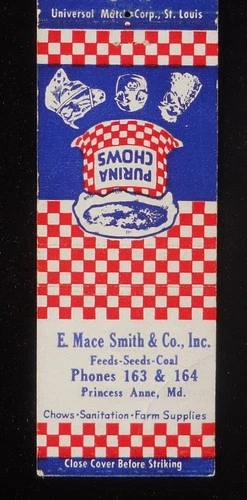 Universal Match Corp., St. Louis
PURINA
CHOWS
E. Mace Smith & Co., Inc.
Feeds-Seeds-Coal
Phones 163 & 164
Princess Anne, Md.
Chows-Sanitation-Farm Supplies
Close Cover Before Striking